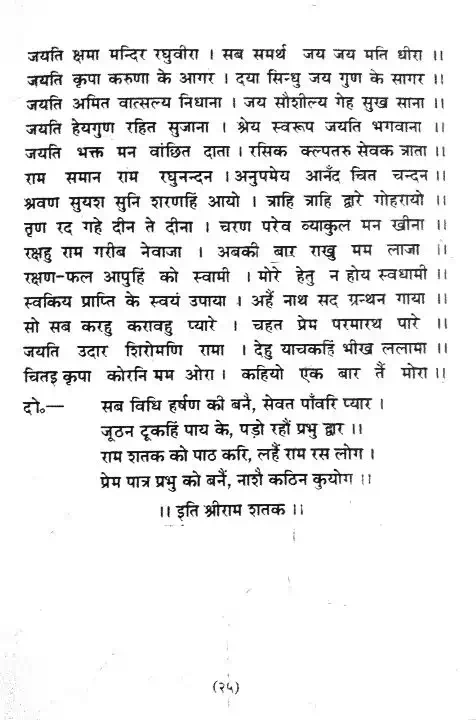 जयति क्षमा मन्दिर रघुवीरा । सब समर्थ जय जय मति धीरा ।।
जयति कृपा करुणा के आगर । दया सिन्धु जय गुण के सागर ।।
जयति अमित वात्सल्य निधाना । जय सौशील्य गेह सुख साना ।।
जयति हेयगुण रहित सुजाना । श्रेय स्वरूप जयति भगवाना ।।
जयति भक्त मन वांछित दाता । रसिक कल्पतरु सेवक त्राता ।।
राम समान राम रघुनन्दन । अनुपमेय आनँद चित चन्दन ।।
श्रवण सुयश सुनि शरणहिं आयो । त्राहि त्राहि द्वारे गोहरायो ।।
तृण रद गहे दीन ते दीना । चरण परेव व्याकुल मन खीना ।।
रक्षहु राम गरीब नेवाजा । अबकी बार राखु मम लाजा ।।
रक्षण-फल आपुहिं को स्वामी । मोरे हेतु न होय स्वधामी ।।
स्वकिय प्राप्ति के स्वयं उपाया । अहैं नाथ सद ग्रन्थन गाया ।।
सो सब करहु करावहु प्यारे । चहत प्रेम परमारथ पारे ।।
जयति उदार शिरोमणि रामा । देहु याचकहिं भीख ललामा ।।
चितइ कृपा कोरनि मम ओरा । कहियो एक बार तैं मोरा ।।
दो०— सब विधि हर्षण की बनै, सेवत पाँवरि प्यार ।
जूठन टूकहिं पाय के, पड़ो रहौं प्रभु द्वार ।।
राम शतक को पाठ करि, लहैं राम रस लोग ।
प्रेम पात्र प्रभु को बनैं, नाशै कठिन कुयोग ।।
।। इति श्रीराम शतक ।।
(२५)